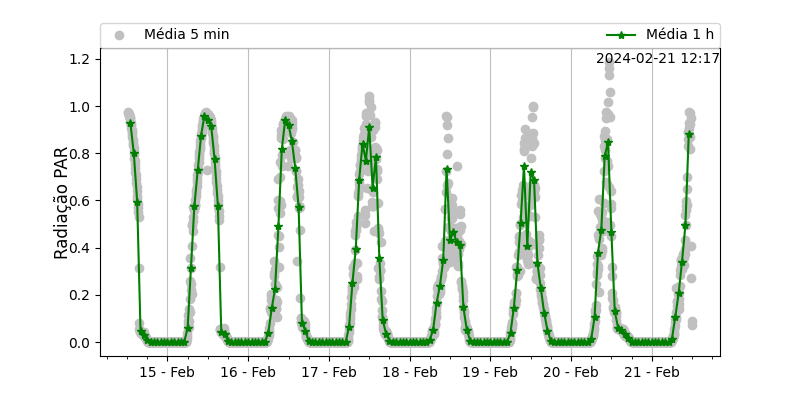 Média 5 min
Média 1 h
2024-02-21 12:17
Radiação PAR
1.2
1.0
0.8
0.6
0.4
0.2
0.0
15 - Feb
16 - Feb
17 - Feb
18 - Feb
19 - Feb
20 - Feb
21 - Feb